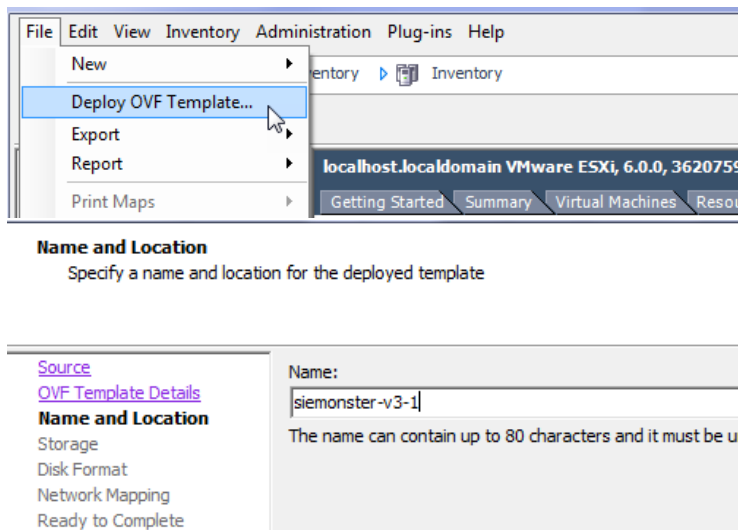 File Edit View Inventory Administration Plug-ins Help
New
Inventory
Deploy OVF Template...
Export
Report
localhost.localdomain VMware ESXi, 6.0.0, 3620759
Print Maps
Getting Started Summary Virtual Machines
Name and Location
Specify a name and location for the deployed template
Source
Name:
OVF Template Details
siemonster-v3-1
Name and Location
The name can contain up to 80 characters and it must be
Storage
Disk Format
Network Mapping
Ready to Complete